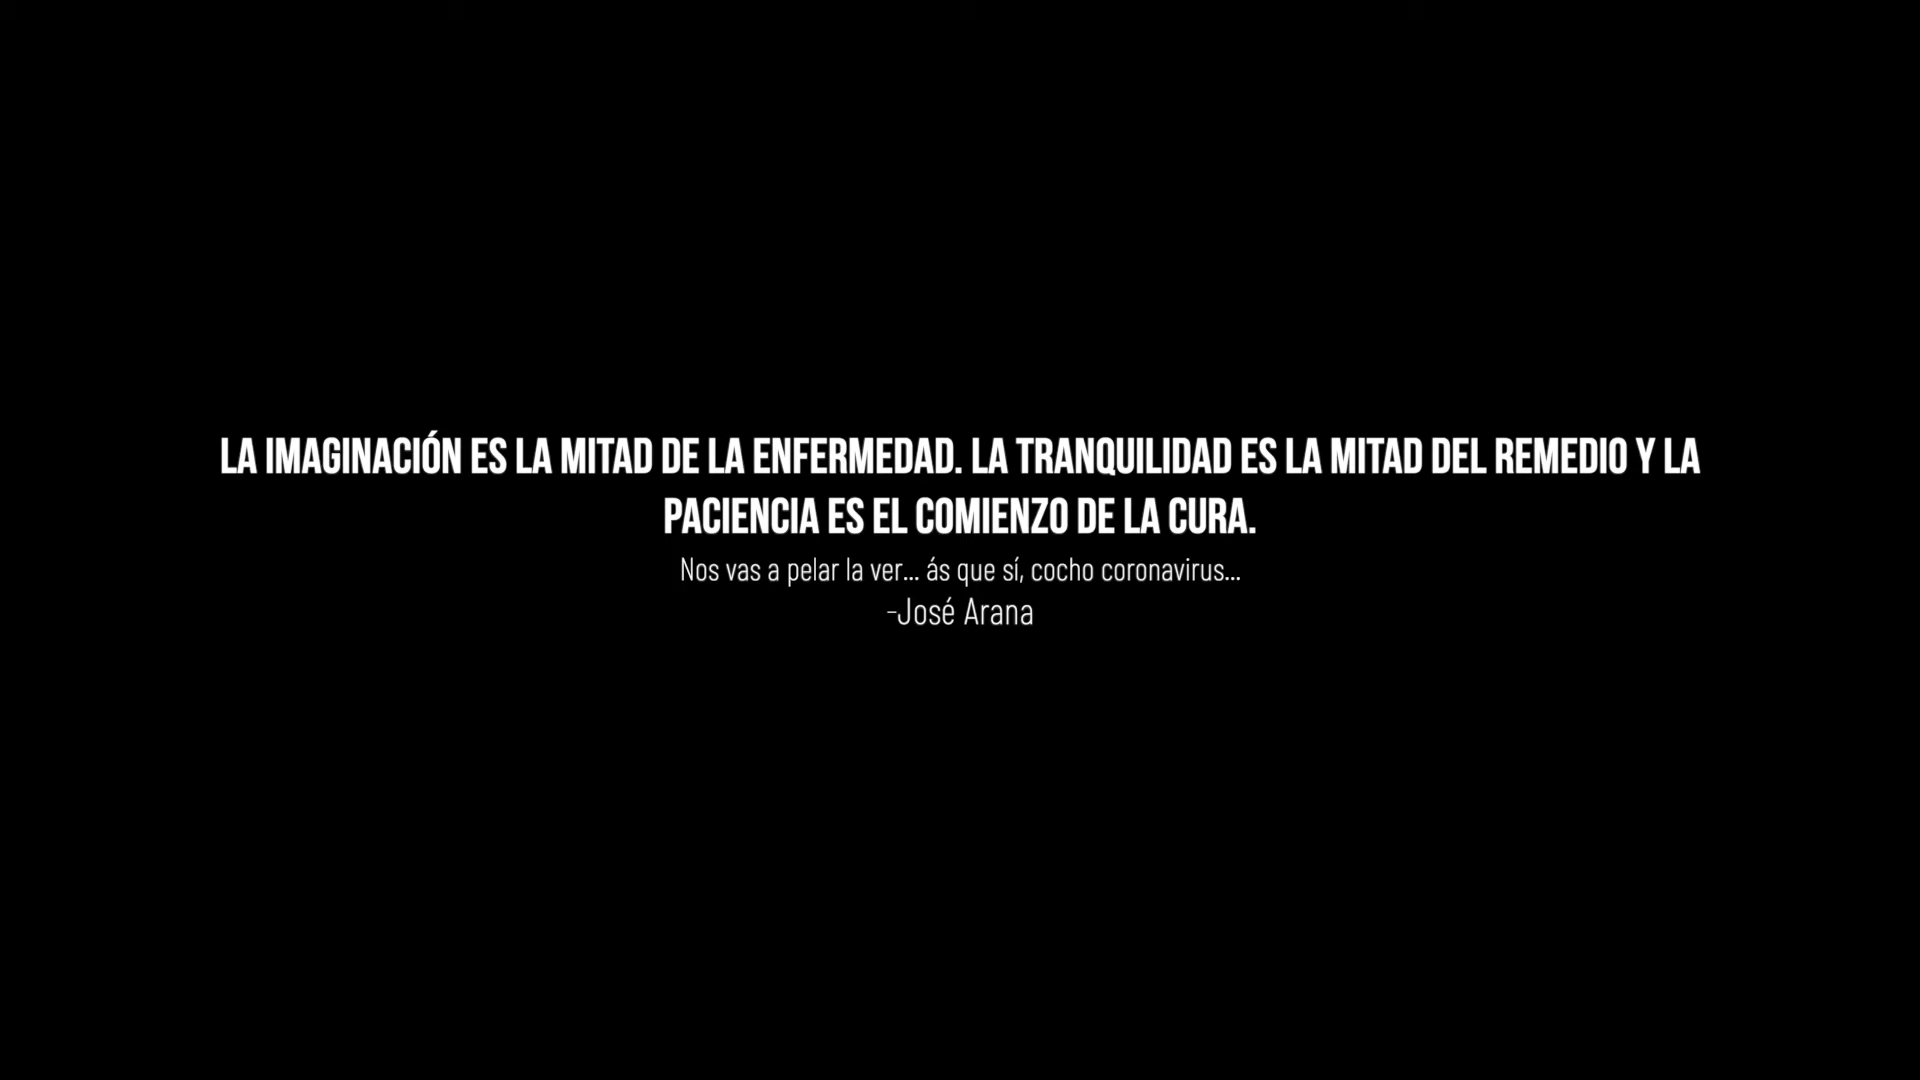 LA IMAGINACIÓN ES LA MITAD DE LA ENFERMEDAD. LA TRANQUILIDAD ES LA MITAD DEL REMEDIO Y LA
PACIENCIA ES EL COMIENZO DE LA CURA.
Nos vas a pelar la ver... ás que sí, cocho coronavirus...
-José Arana